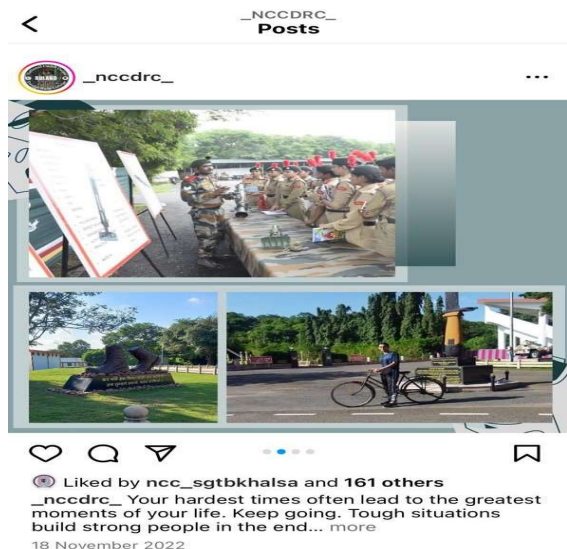 _NCCDRC_
Posts
_nccdrc_
Liked by ncc_sgtbkhalsa and 161 others
_nccdrc_ Your hardest times often lead to the greatest
moments of your life. Keep going. Tough situations
build strong people in the end... more
18 November 2022